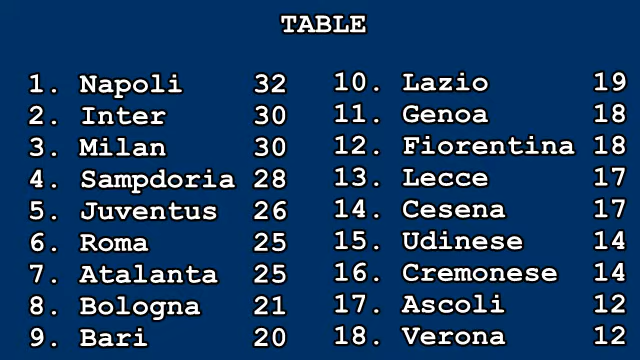 TABLE
1. Napoli 32
2. Inter 30
3. Milan 30
4. Sampdoria 28
5. Juventus 26
6. Roma 25
7. Atalanta 25
8. Bologna 21
9. Bari 20
10. Lazio 19
11. Genoa 18
12. Fiorentina 18
13. Lecce 17
14. Cesena 17
15. Udinese 14
16. Cremonese 14
17. Ascoli 12
18. Verona 12